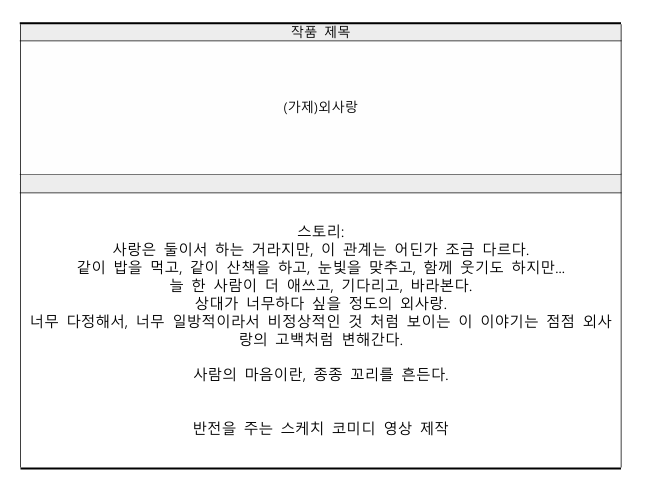 작품 제목
(가제)외사랑
스토리:
사랑은 둘이서 하는 거라지만, 이 관계는 어딘가 조금 다르다.
같이 밥을 먹고, 같이 산책을 하고, 눈빛을 맞추고, 함께 웃기도 하지만...
늘 한 사람이 더 애쓰고, 기다리고, 바라본다.
상대가 너무하다 싶을 정도의 외사랑.
너무 다정해서, 너무 일방적이라서 비정상적인 것 처럼 보이는 이 이야기는 점점 외사
랑의 고백처럼 변해간다.
사람의 마음이란, 종종 꼬리를 흔든다.
반전을 주는 스케치 코미디 영상 제작